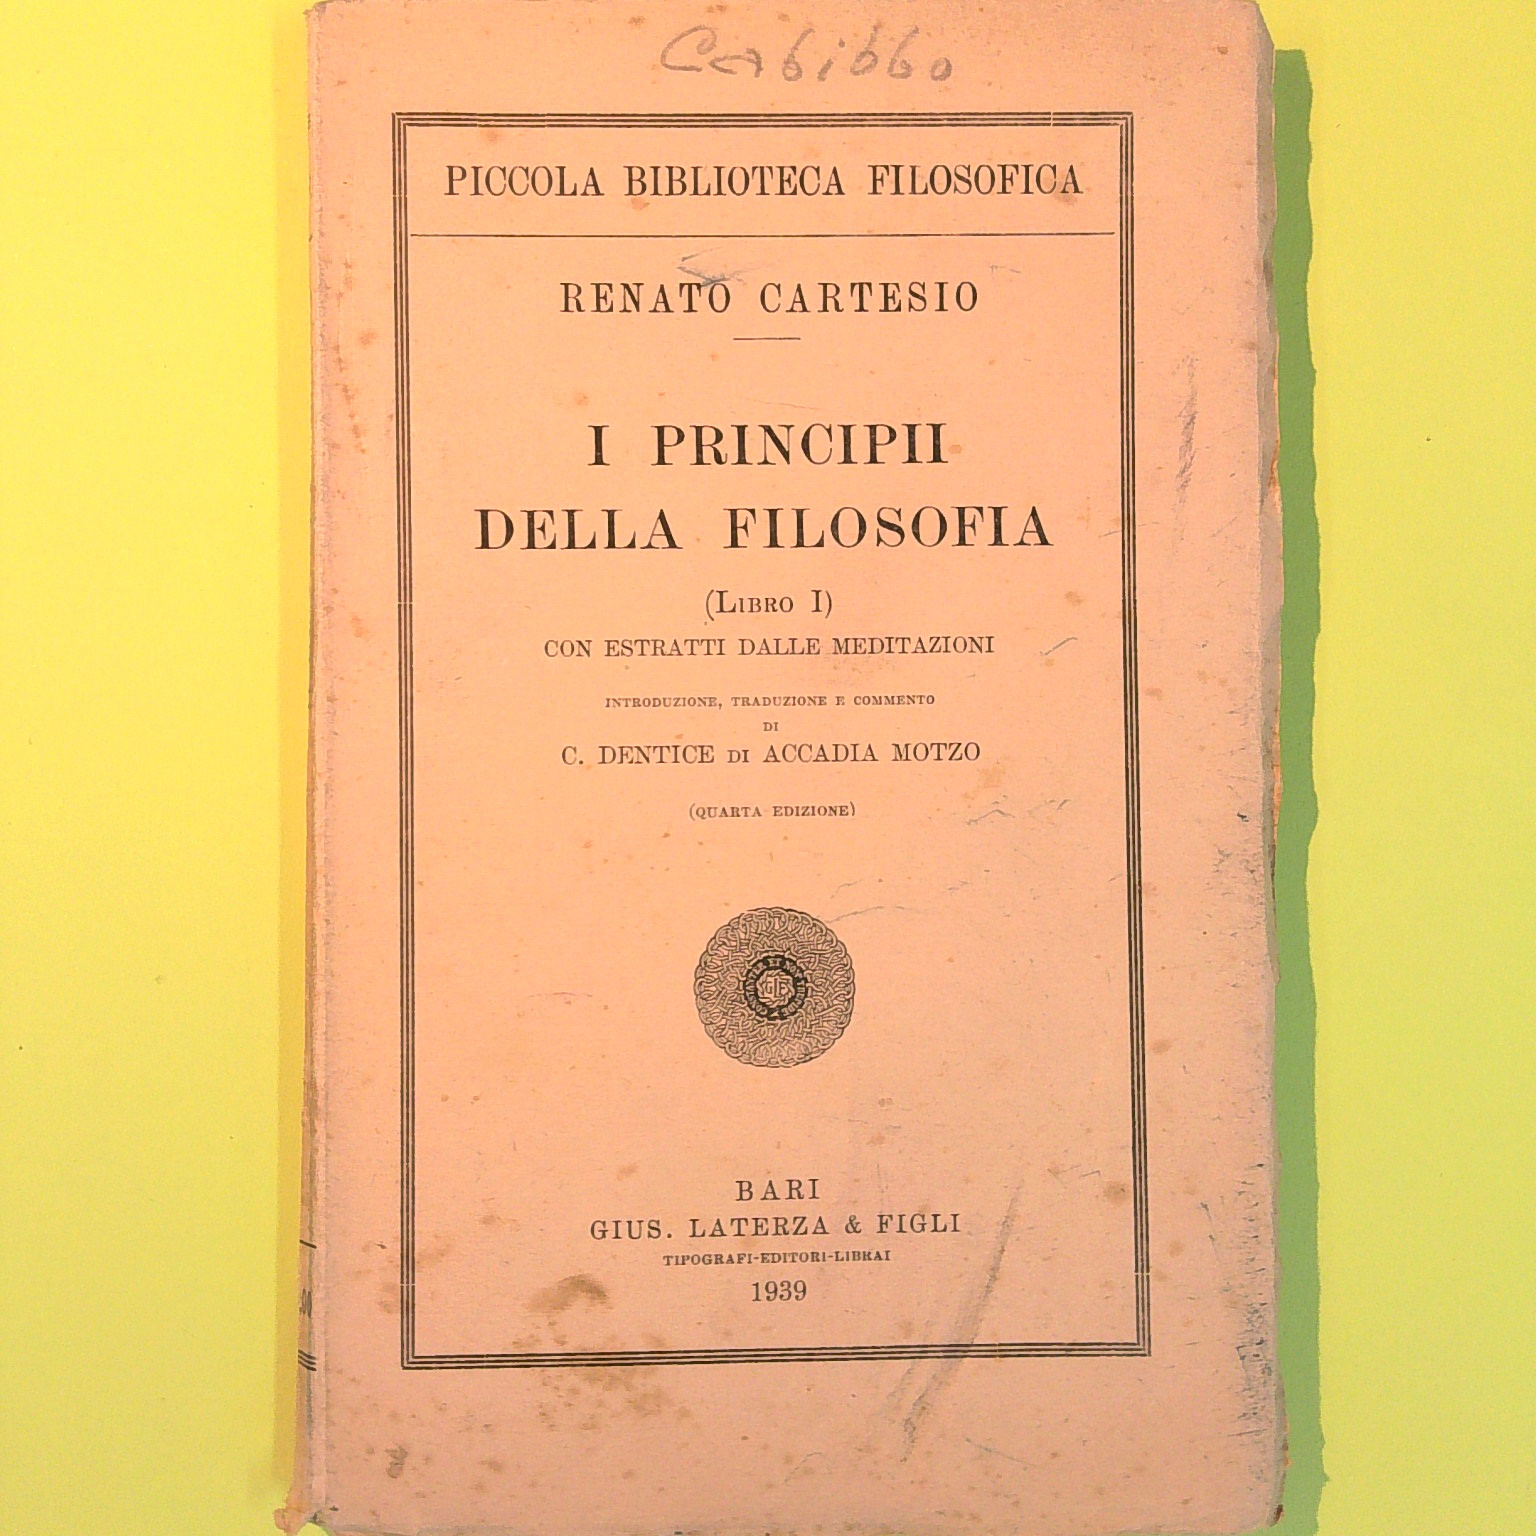 Cabibbo
PICCOLA BIBLIOTECA FILOSOFICA
RENATO CARTESIO
I PRINCIPII
DELLA FILOSOFIA
(LIBRO I)
CON ESTRATTI DALLE MEDITAZIONI
INTRODUZIONE, TRADUZIONE E COMMENTO
DI
C. DENTICE DI ACCADIA MOTZO
(QUARTA EDIZIONE)
BARI
GIUS. LATERZA & FIGLI
TIPOGRAFI-EDITORI-LIBRAI
1939